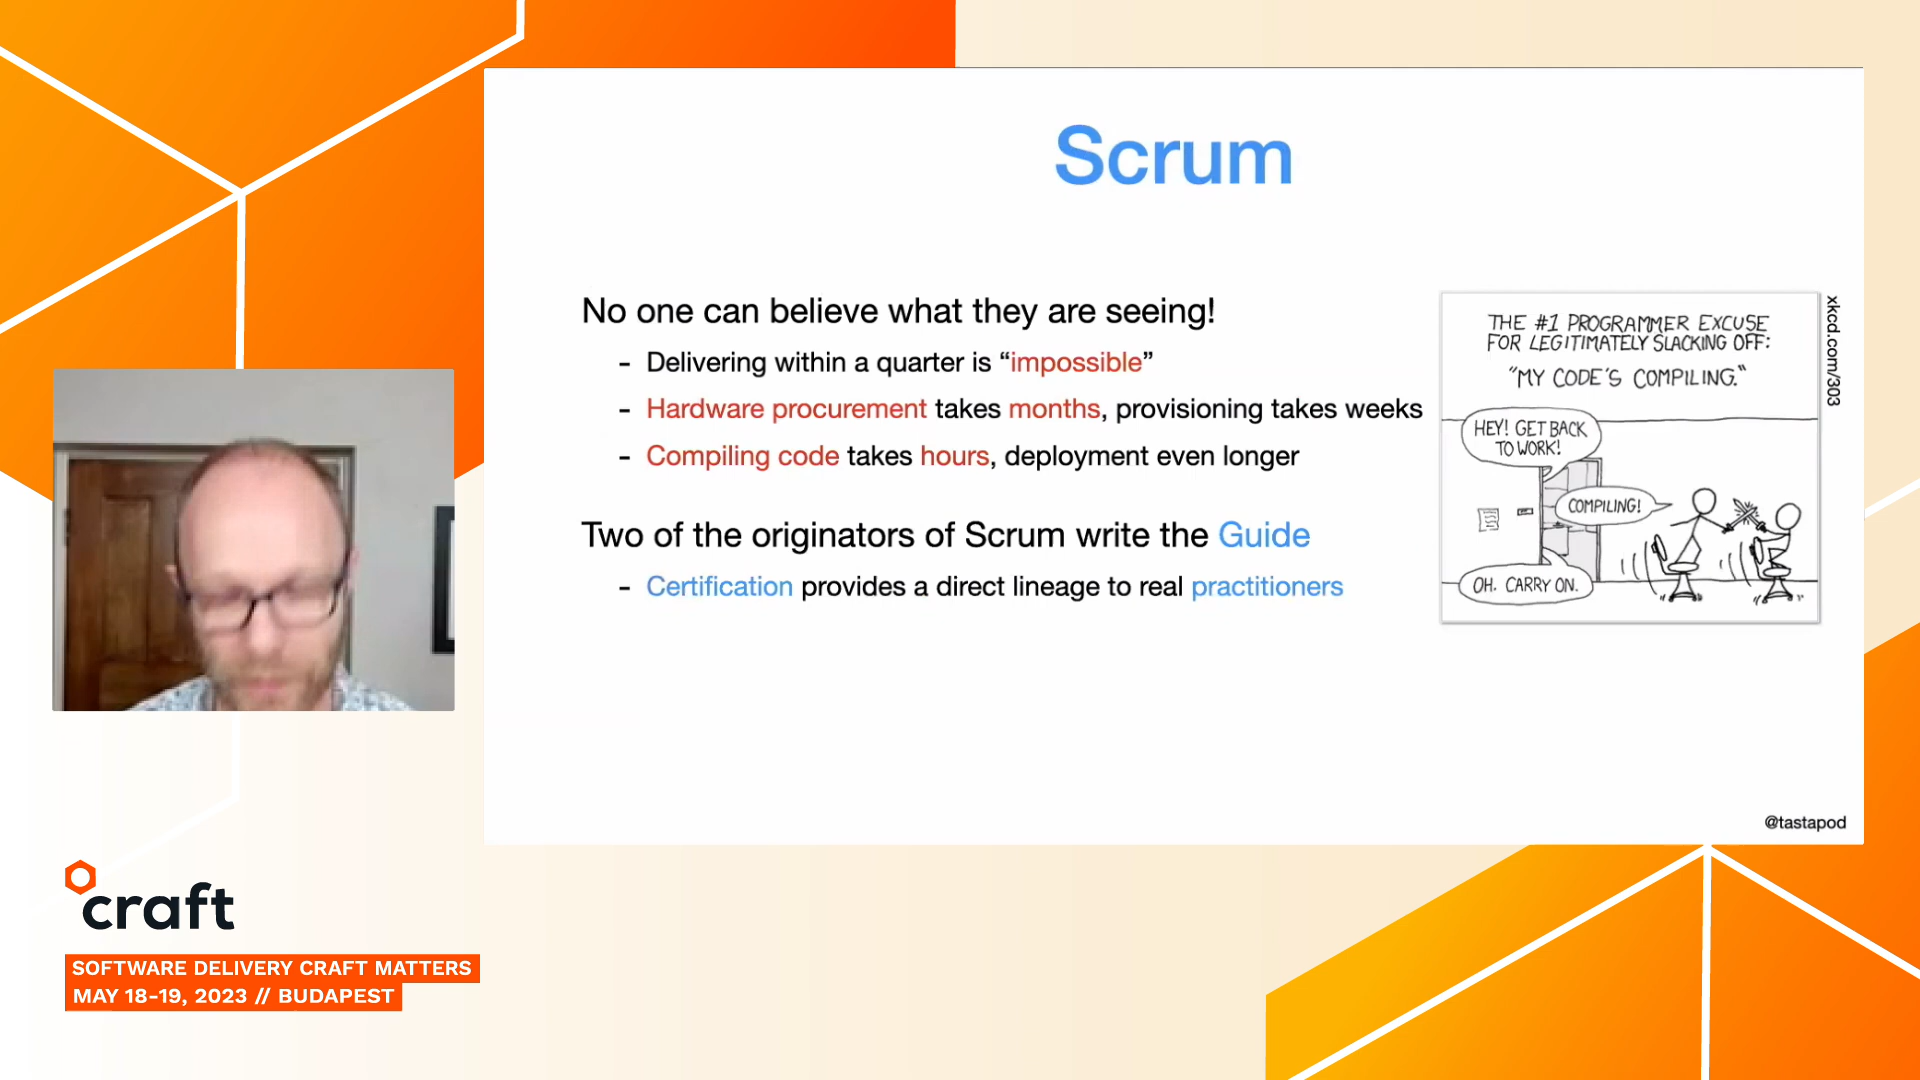 Scrum
No one can believe what they are seeing!
- Delivering within a quarter is “impossible”
- Hardware procurement takes months, provisioning takes weeks
- Compiling code takes hours, deployment even longer
Two of the originators of Scrum write the Guide
- Certification provides a direct lineage to real practitioners
THE #1 PROGRAMMER EXCUSE
FOR LEGITIMATELY SLACKING OFF:
"MY CODE'S COMPILING."
HEY! GET BACK
TO WORK!
COMPILING!
OH. CARRY ON.
xkcd.com/303
@tastapod
craft
SOFTWARE DELIVERY CRAFT MATTERS
MAY 18-19, 2023 // BUDAPEST